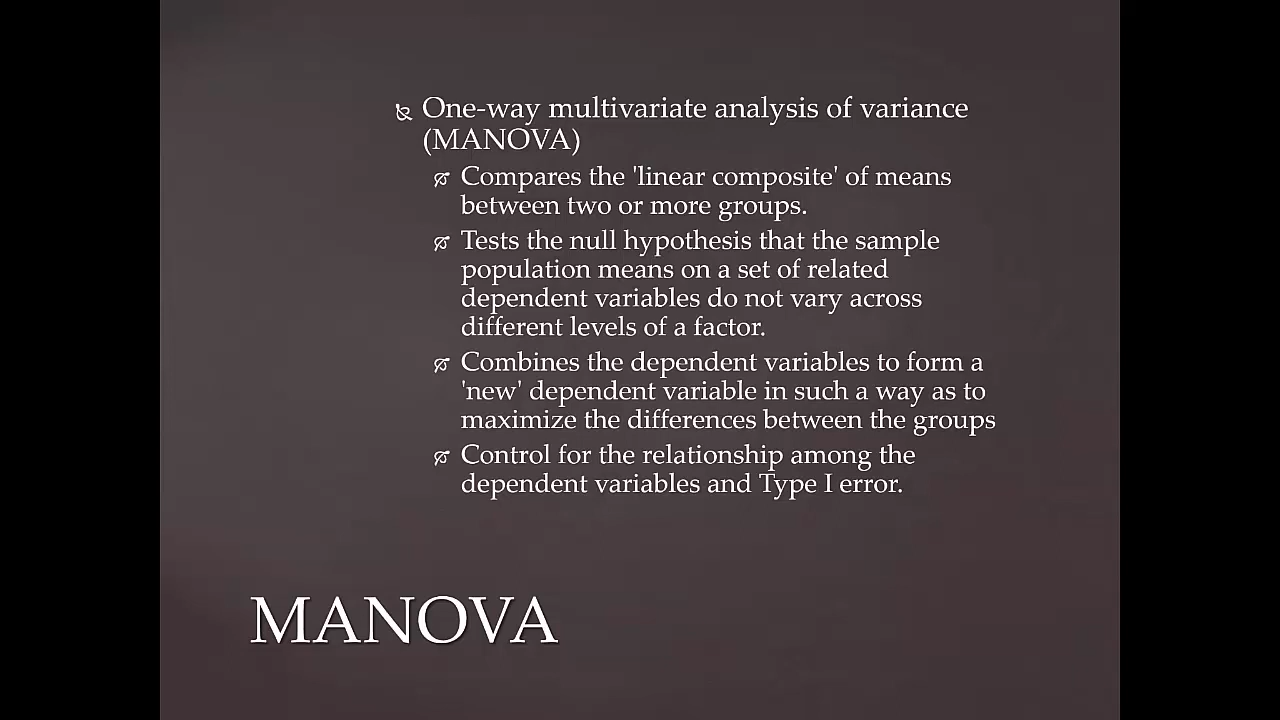 One-way multivariate analysis of variance
(MANOVA)
Compares the 'linear composite' of means
between two or more groups.
Tests the null hypothesis that the sample
population means on a set of related
dependent variables do not vary across
different levels of a factor.
Combines the dependent variables to form a
'new' dependent variable in such a way as to
maximize the differences between the groups
Control for the relationship among the
dependent variables and Type I error.
MANOVA